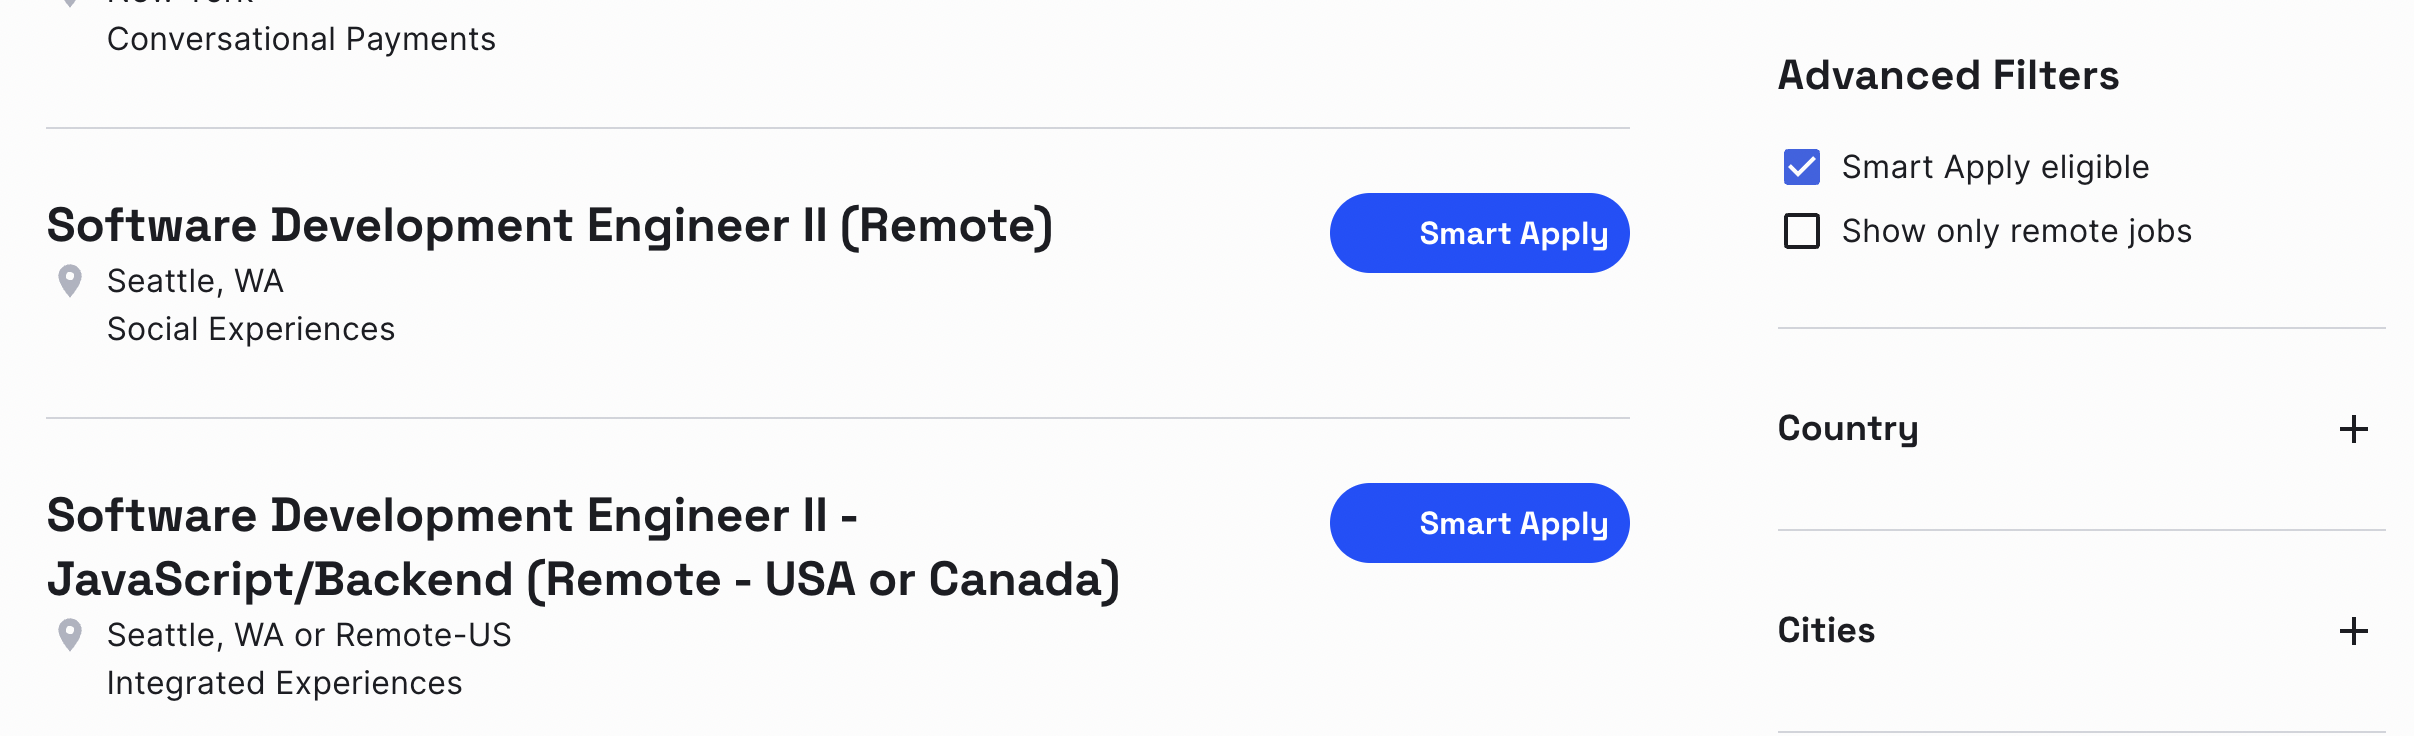 New York
Conversational Payments
Software Development Engineer II (Remote)
Smart Apply
Seattle, WA
Social Experiences
Software Development Engineer II -
JavaScript/Backend (Remote - USA or Canada)
Smart Apply
Seattle, WA or Remote-US
Integrated Experiences
Advanced Filters
Smart Apply eligible
Show only remote jobs
Country
Cities